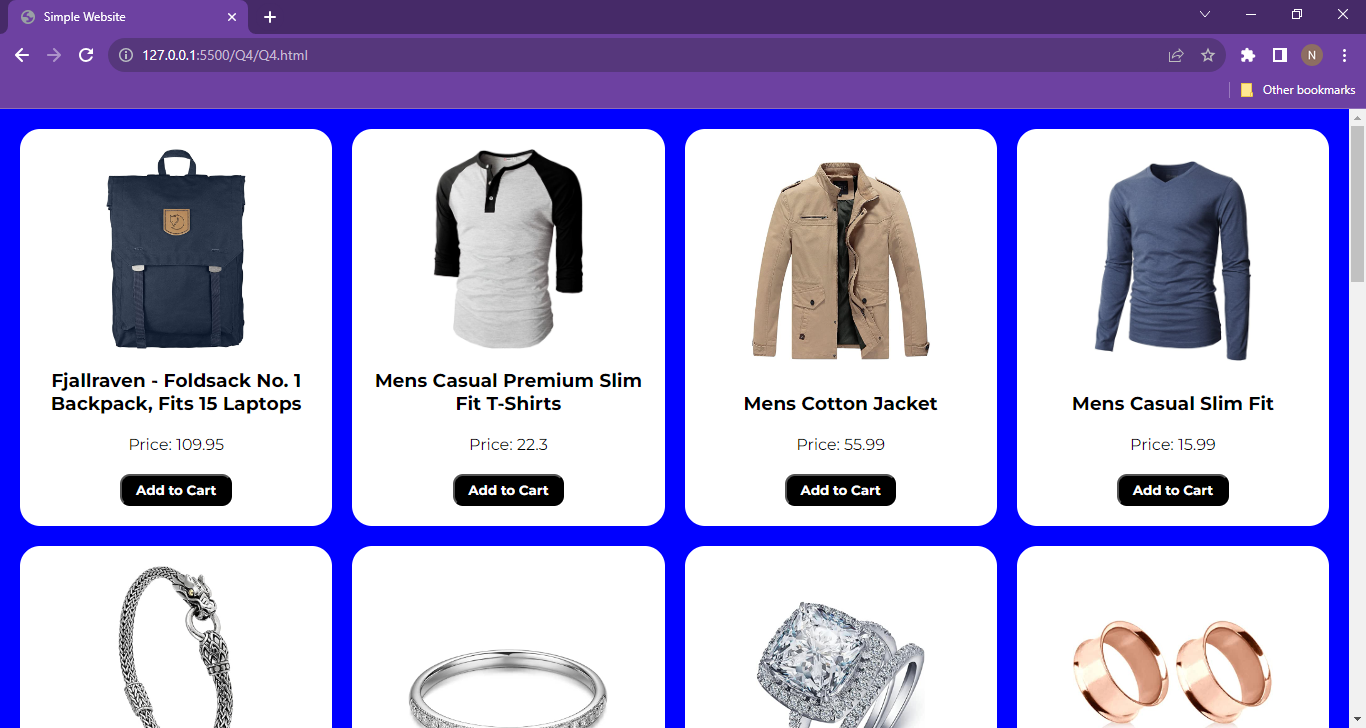 Simple Website
127.0.0.1:5500/Q4/Q4.html
N
Other bookmarks
Fjallraven - Foldsack No. 1
Backpack, Fits 15 Laptops
Price: 109.95
Add to Cart
Mens Casual Premium Slim
Fit T-Shirts
Price: 22.3
Add to Cart
Mens Cotton Jacket
Price: 55.99
Add to Cart
Mens Casual Slim Fit
Price: 15.99
Add to Cart